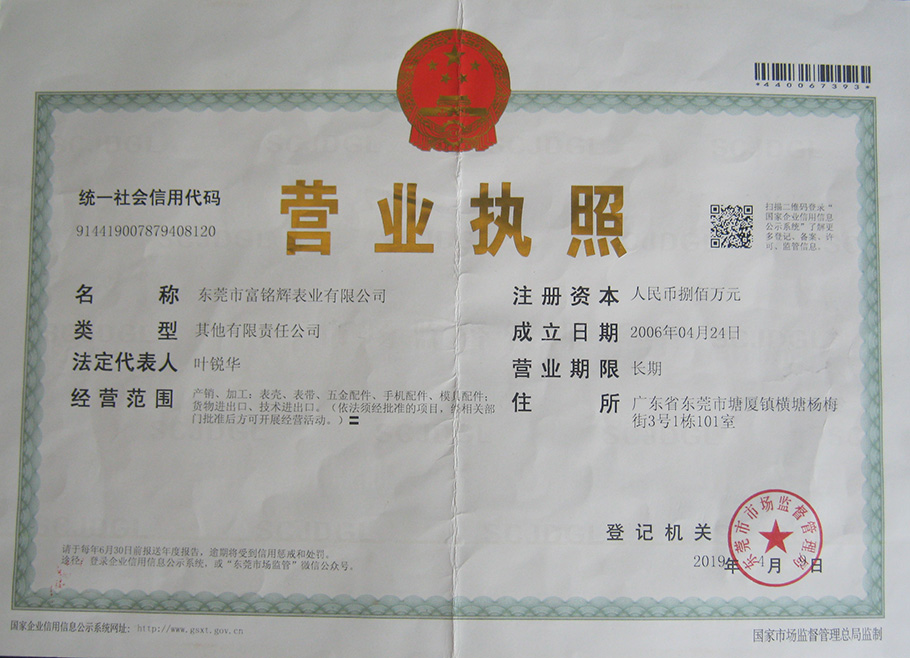 *440067393*
营业执照
统一社会信用代码
914419007879408120
扫描二维码登录“
国家企业信用信息
公示系统”了解更
多登记、备案、许
可、监管信息。
名称 东莞市富铭辉表业有限公司
类型 其他有限责任公司
法定代表人 叶锐华
经营范围 产销、加工：表壳、表带、五金配件、手机配件、模具配件；
货物进出口、技术进出口。（依法须经批准的项目，经相关部
门批准后方可开展经营活动。）
注册资本 人民币捌佰万元
成立日期 2006年04月24日
营业期限 长期
住所 广东省东莞市塘厦镇横塘杨梅
街3号1栋101室
登记机关
东莞市市场监督管理局
2019年 1月 日
请于每年6月30日前报送年度报告，逾期将受到信用惩戒和处罚。
途径：登录企业信用信息公示系统，或“东莞市场监管”微信公众号。
国家企业信用信息公示系统网址：http://www.gsxt.gov.cn
国家市场监督管理总局监制